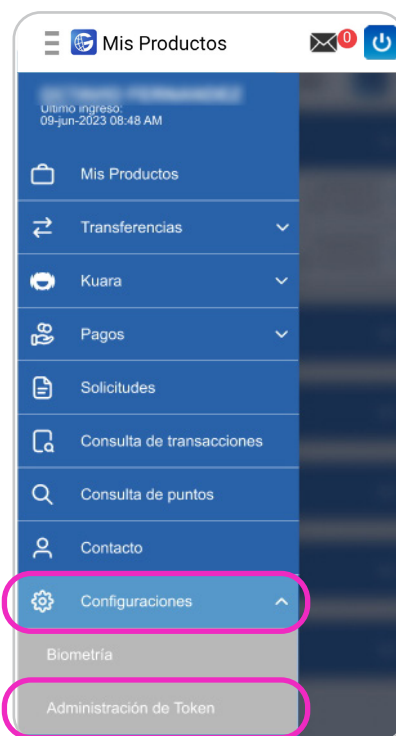 Mis Productos
0
Ultimo ingreso:
09-jun-2023 08:48 AM
Mis Productos
Transferencias
Kuara
Pagos
Solicitudes
Consulta de transacciones
Consulta de puntos
Contacto
Configuraciones
Biometría
Administración de Token